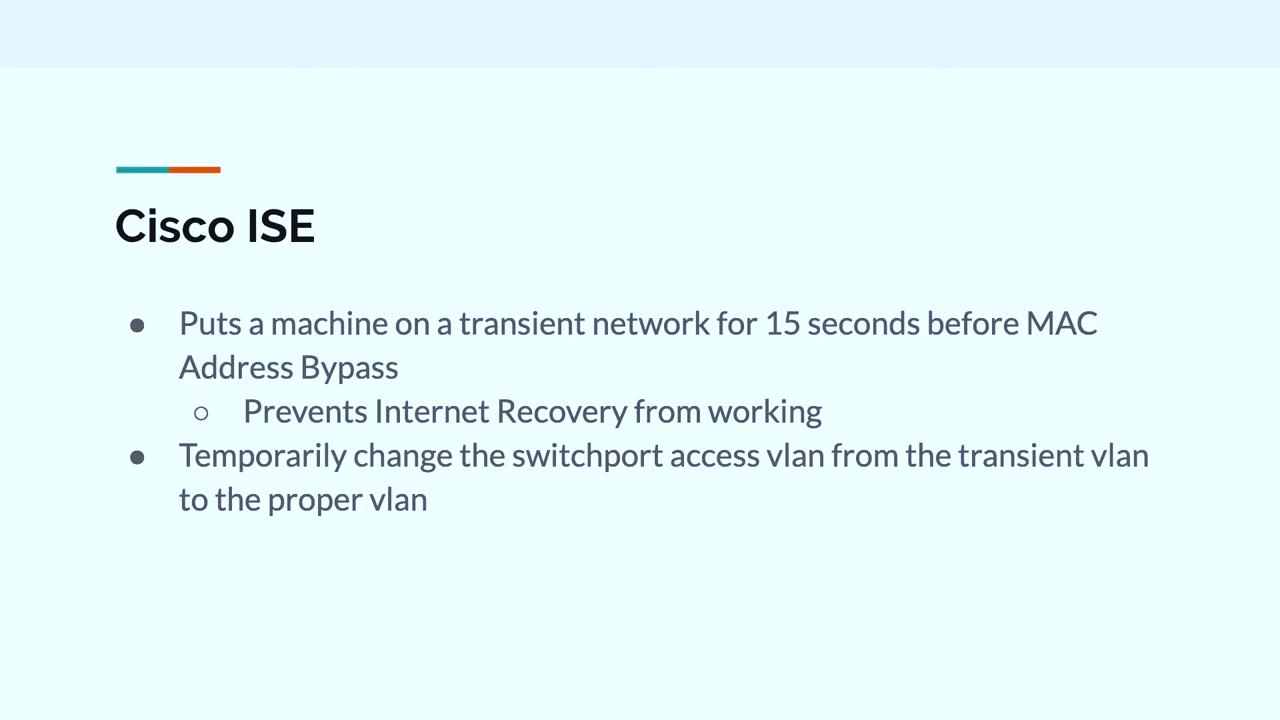 Cisco ISE
● Puts a machine on a transient network for 15 seconds before MAC
Address Bypass
○ Prevents Internet Recovery from working
● Temporarily change the switchport access vlan from the transient vlan
to the proper vlan